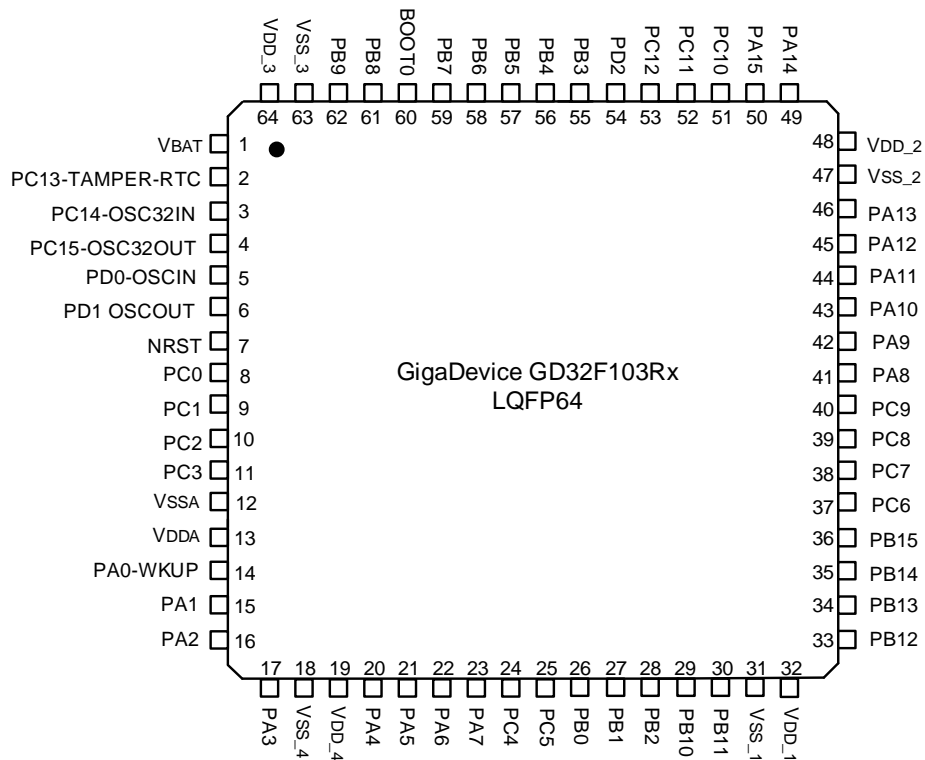 VDD_3
VSS_3
PB9
PB8
BOOT0
PB7
PB6
PB5
PB4
PB3
PD2
PC12
PC11
PC10
PA15
PA14
64 63 62 61 60 59 58 57 56 55 54 53 52 51 50 49
VBAT 1
PC13-TAMPER-RTC 2
PC14-OSC32IN 3
PC15-OSC32OUT 4
PD0-OSCIN 5
PD1 OSCOUT 6
NRST 7
PC0 8
PC1 9
PC2 10
PC3 11
VSSA 12
VDDA 13
PA0-WKUP 14
PA1 15
PA2 16
GigaDevice GD32F103Rx
LQFP64
48 VDD_2
47 VSS_2
46 PA13
45 PA12
44 PA11
43 PA10
42 PA9
41 PA8
40 PC9
39 PC8
38 PC7
37 PC6
36 PB15
35 PB14
34 PB13
33 PB12
17 18 19 20 21 22 23 24 25 26 27 28 29 30 31 32
PA3
VSS_4
VDD_4
PA4
PA5
PA6
PA7
PC4
PC5
PB0
PB1
PB2
PB10
PB11
VSS_1
VDD_1